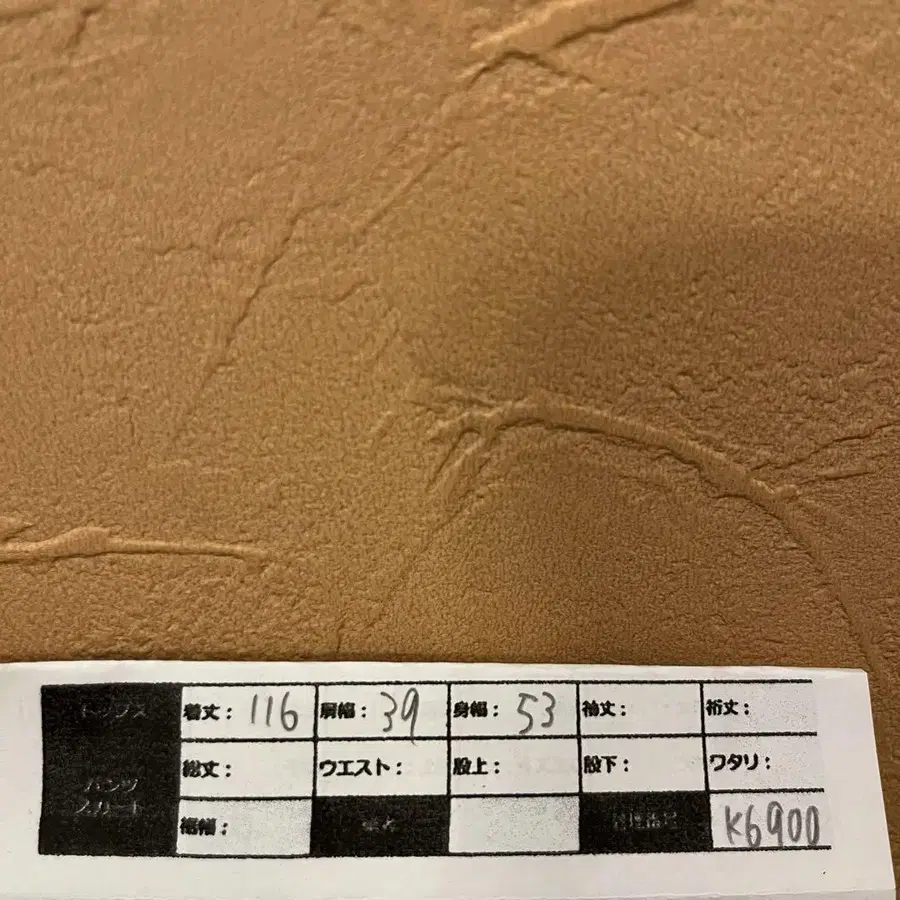 トップス 着丈: 116 肩幅: 39 身幅: 53 袖丈: 裄丈:
パンツ 総丈: ウエスト: 股上: 股下: ワタリ:
スカート 裾幅: K6900